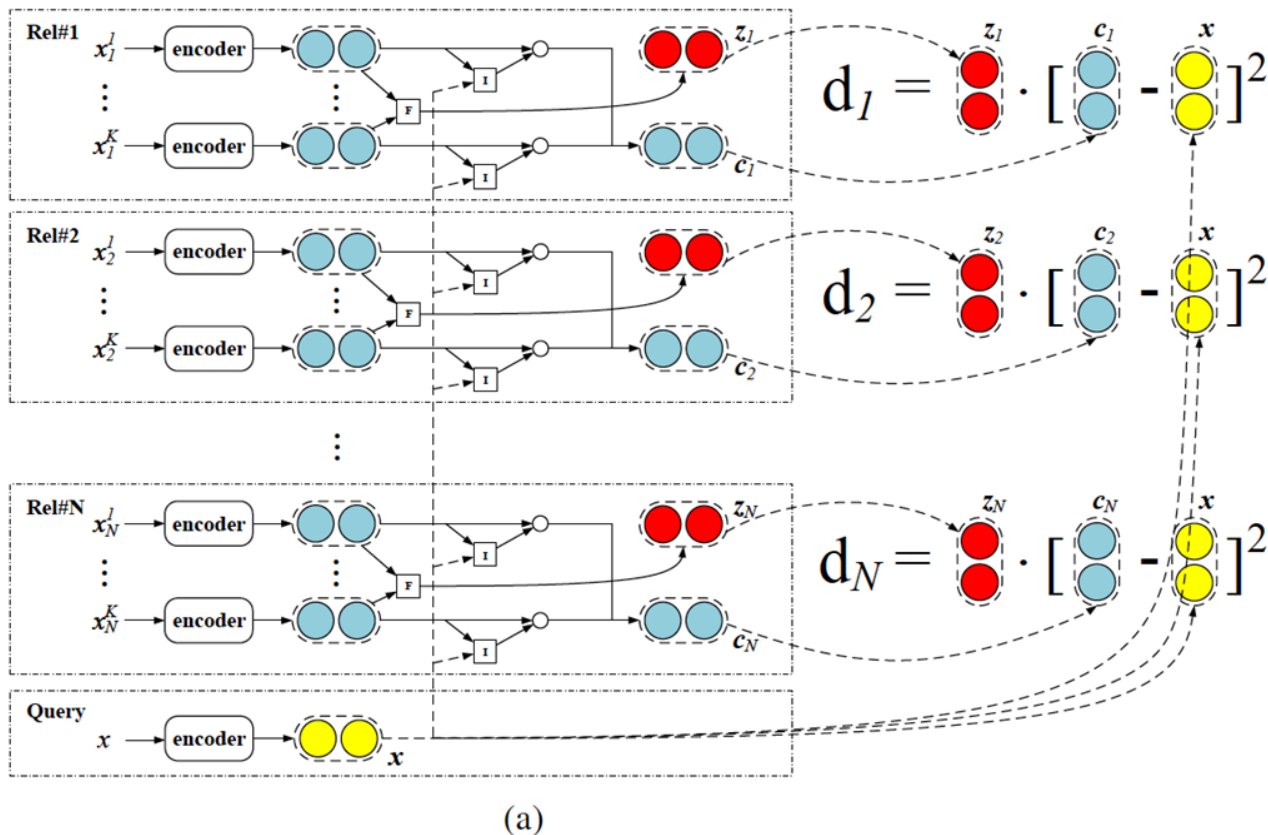 Rel#1
x_1^1 encoder z_1 z_1 c_1 x
I
d_1 = · [ - ]^2
⋮ ⋮ F
x_1^K encoder
I c_1
Rel#2
x_2^1 encoder z_2 z_2 c_2 x
I
d_2 = · [ - ]^2
⋮ ⋮ F
x_2^K encoder
I c_2
⋮
Rel#N
x_N^1 encoder z_N z_N c_N x
I
d_N = · [ - ]^2
⋮ ⋮ F
x_N^K encoder
I c_N
Query
x encoder x
(a)